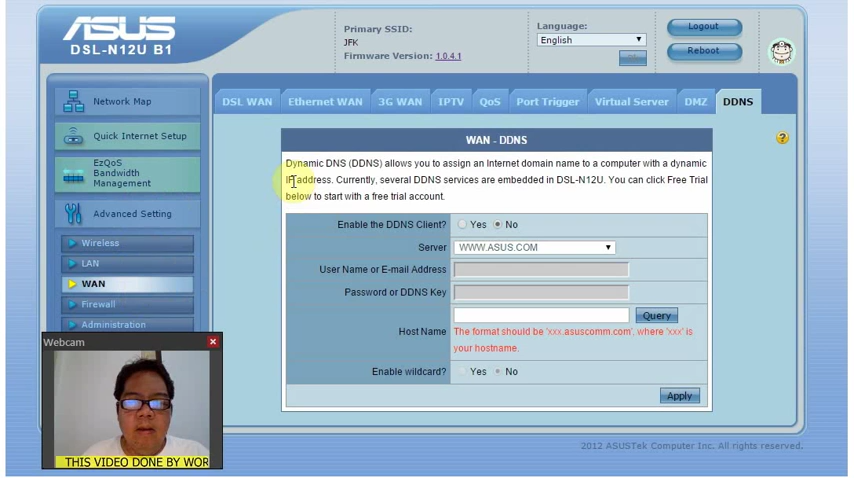 ASUS
DSL-N12U B1
Primary SSID:
JFK
Firmware Version: 1.0.4.1
Language:
English
Logout
Reboot
Network Map
Quick Internet Setup
EzQoS
Bandwidth
Management
Advanced Setting
Wireless
LAN
WAN
Firewall
Administration
DSL WAN Ethernet WAN 3G WAN IPTV QoS Port Trigger Virtual Server DMZ DDNS
WAN - DDNS
Dynamic DNS (DDNS) allows you to assign an Internet domain name to a computer with a dynamic
IP address. Currently, several DDNS services are embedded in DSL-N12U. You can click Free Trial
below to start with a free trial account.
Enable the DDNS Client? Yes No
Server WWW.ASUS.COM
User Name or E-mail Address
Password or DDNS Key
Query
Host Name The format should be 'xxx.asuscomm.com', where 'xxx' is
your hostname.
Enable wildcard? Yes No
Apply
2012 ASUSTek Computer Inc. All rights reserved.
Webcam
THIS VIDEO DONE BY WOR